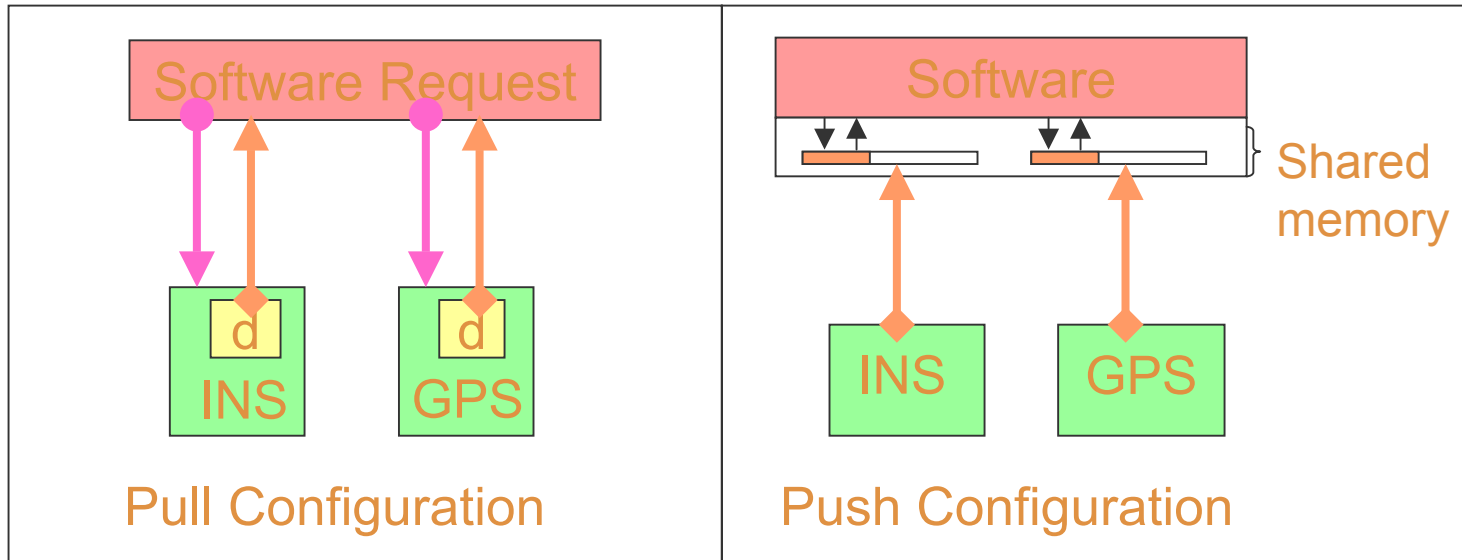 Software Request
d
INS
d
GPS
Pull Configuration
Software
Shared
memory
INS
GPS
Push Configuration